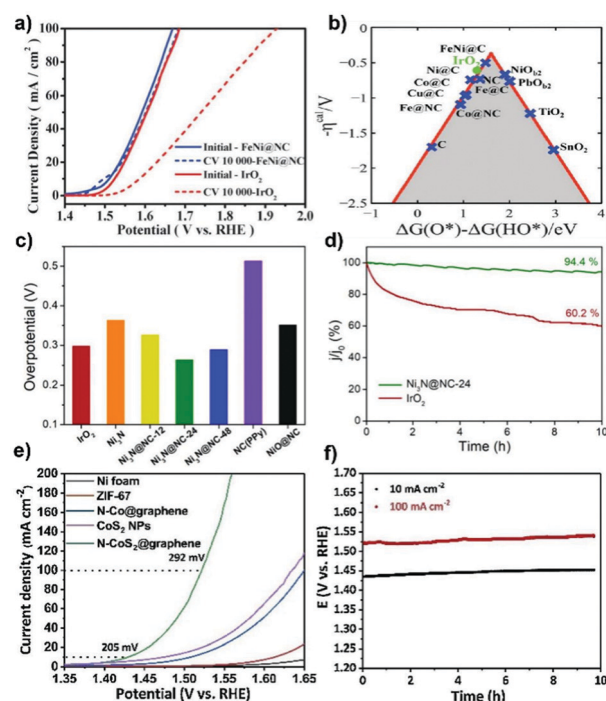 a)
100
80
60
40
20
0
Current Density ( mA / cm² )
Initial - FeNi@NC
CV 10 000-FeNi@NC
Initial - IrO₂
CV 10 000-IrO₂
1.4 1.5 1.6 1.7 1.8 1.9 2.0
Potential ( V vs. RHE )
b)
0.0
-0.5
-1.0
-1.5
-2.0
-2.5
-η^cal/V
FeNi@C
IrO₂
Ni@C
NC
NiO₁.₂
Co@C
Fe@C
PbO₁.₂
Cu@C
Fe@NC
Co@NC
TiO₂
C
SnO₂
-1 0 1 2 3 4
ΔG(O*)-ΔG(HO*)/eV
c)
0.5
0.4
0.3
0.2
0.1
Overpotential (V)
IrO₂
Ni₃N
Ni₃N@NC-12
Ni₃N@NC-24
Ni₃N@NC-48
NC(PPy)
NiO@NC
d)
100
80
60
40
20
0
j/j₀ (%)
94.4 %
60.2 %
Ni₃N@NC-24
IrO₂
0 2 4 6 8 10
Time (h)
e)
200
180
160
140
120
100
80
60
40
20
0
Current density (mA cm⁻²)
Ni foam
ZIF-67
N-Co@graphene
CoS₂ NPs
N-CoS₂@graphene
292 mV
205 mV
1.35 1.40 1.45 1.50 1.55 1.60 1.65
Potential (V vs. RHE)
f)
1.70
1.65
1.60
1.55
1.50
1.45
1.40
1.35
1.30
1.25
1.20
E (V vs. RHE)
10 mA cm⁻²
100 mA cm⁻²
0 2 4 6 8 10
Time (h)